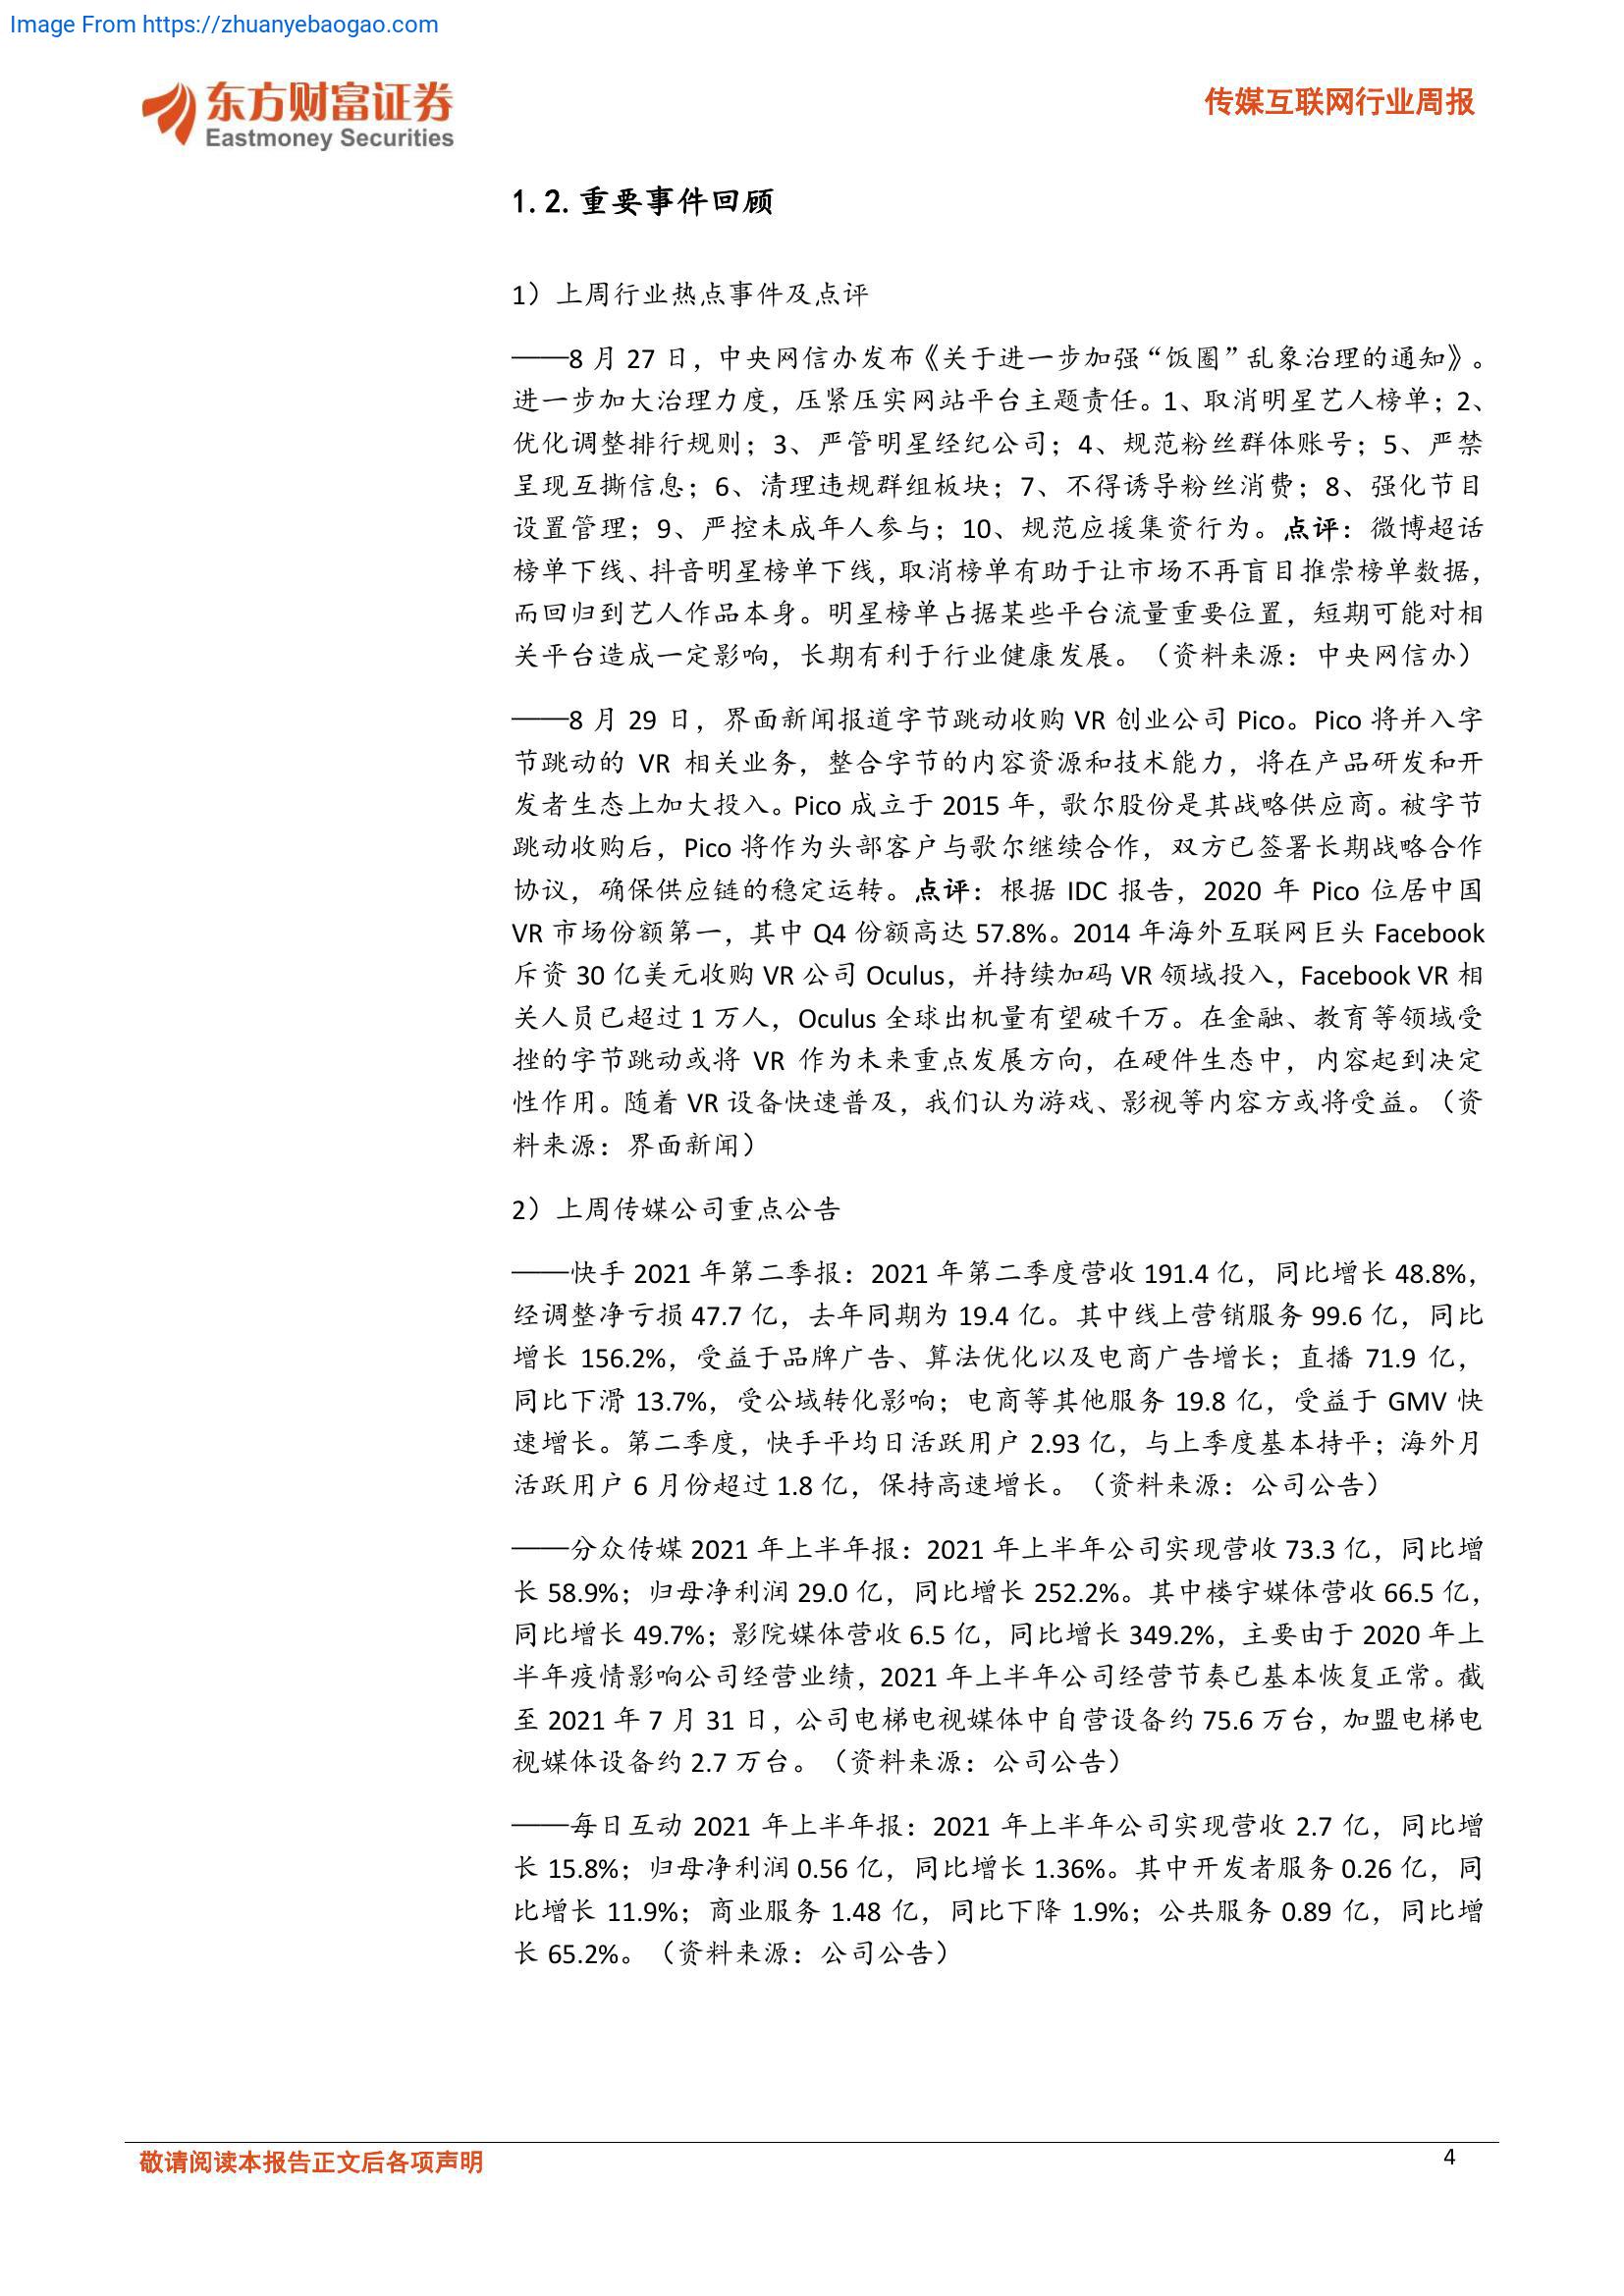 Image From https://zhuanyebaogao.com
东方财富证券
Eastmoney Securities
传媒互联网行业周报
1.2.重要事件回顾
1）上周行业热点事件及点评
——8 月 27 日，中央网信办发布《关于进一步加强“饭圈”乱象治理的通知》。
进一步加大治理力度，压紧压实网站平台主题责任。1、取消明星艺人榜单；2、
优化调整排行规则；3、严管明星经纪公司；4、规范粉丝群体账号；5、严禁
呈现互撕信息；6、清理违规群组板块；7、不得诱导粉丝消费；8、强化节目
设置管理；9、严控未成年人参与；10、规范应援集资行为。点评：微博超话
榜单下线、抖音明星榜单下线，取消榜单有助于让市场不再盲目推崇榜单数据，
而回归到艺人作品本身。明星榜单占据某些平台流量重要位置，短期可能对相
关平台造成一定影响，长期有利于行业健康发展。（资料来源：中央网信办）
——8 月 29 日，界面新闻报道字节跳动收购 VR 创业公司 Pico。Pico 将并入字
节跳动的 VR 相关业务，整合字节的内容资源和技术能力，将在产品研发和开
发者生态上加大投入。Pico 成立于 2015 年，歌尔股份是其战略供应商。被字节
跳动收购后，Pico 将作为头部客户与歌尔继续合作，双方已签署长期战略合作
协议，确保供应链的稳定运转。点评：根据 IDC 报告，2020 年 Pico 位居中国
VR 市场份额第一，其中 Q4 份额高达 57.8%。2014 年海外互联网巨头 Facebook
斥资 30 亿美元收购 VR 公司 Oculus，并持续加码 VR 领域投入，Facebook VR 相
关人员已超过 1 万人，Oculus 全球出机量有望破千万。在金融、教育等领域受
挫的字节跳动或将 VR 作为未来重点发展方向，在硬件生态中，内容起到决定
性作用。随着 VR 设备快速普及，我们认为游戏、影视等内容方或将受益。（资
料来源：界面新闻）
2）上周传媒公司重点公告
——快手 2021 年第二季报：2021 年第二季度营收 191.4 亿，同比增长 48.8%，
经调整净亏损 47.7 亿，去年同期为 19.4 亿。其中线上营销服务 99.6 亿，同比
增长 156.2%，受益于品牌广告、算法优化以及电商广告增长；直播 71.9 亿，
同比下滑 13.7%，受公域转化影响；电商等其他服务 19.8 亿，受益于 GMV 快
速增长。第二季度，快手平均日活跃用户 2.93 亿，与上季度基本持平；海外月
活跃用户 6 月份超过 1.8 亿，保持高速增长。（资料来源：公司公告）
——分众传媒 2021 年上半年报：2021 年上半年公司实现营收 73.3 亿，同比增
长 58.9%；归母净利润 29.0 亿，同比增长 252.2%。其中楼宇媒体营收 66.5 亿，
同比增长 49.7%；影院媒体营收 6.5 亿，同比增长 349.2%，主要由于 2020 年上
半年疫情影响公司经营业绩，2021 年上半年公司经营节奏已基本恢复正常。截
至 2021 年 7 月 31 日，公司电梯电视媒体中自营设备约 75.6 万台，加盟电梯电
视媒体设备约 2.7 万台。（资料来源：公司公告）
——每日互动 2021 年上半年报：2021 年上半年公司实现营收 2.7 亿，同比增
长 15.8%；归母净利润 0.56 亿，同比增长 1.36%。其中开发者服务 0.26 亿，同
比增长 11.9%；商业服务 1.48 亿，同比下降 1.9%；公共服务 0.89 亿，同比增
长 65.2%。（资料来源：公司公告）
敬请阅读本报告正文后各项声明
4